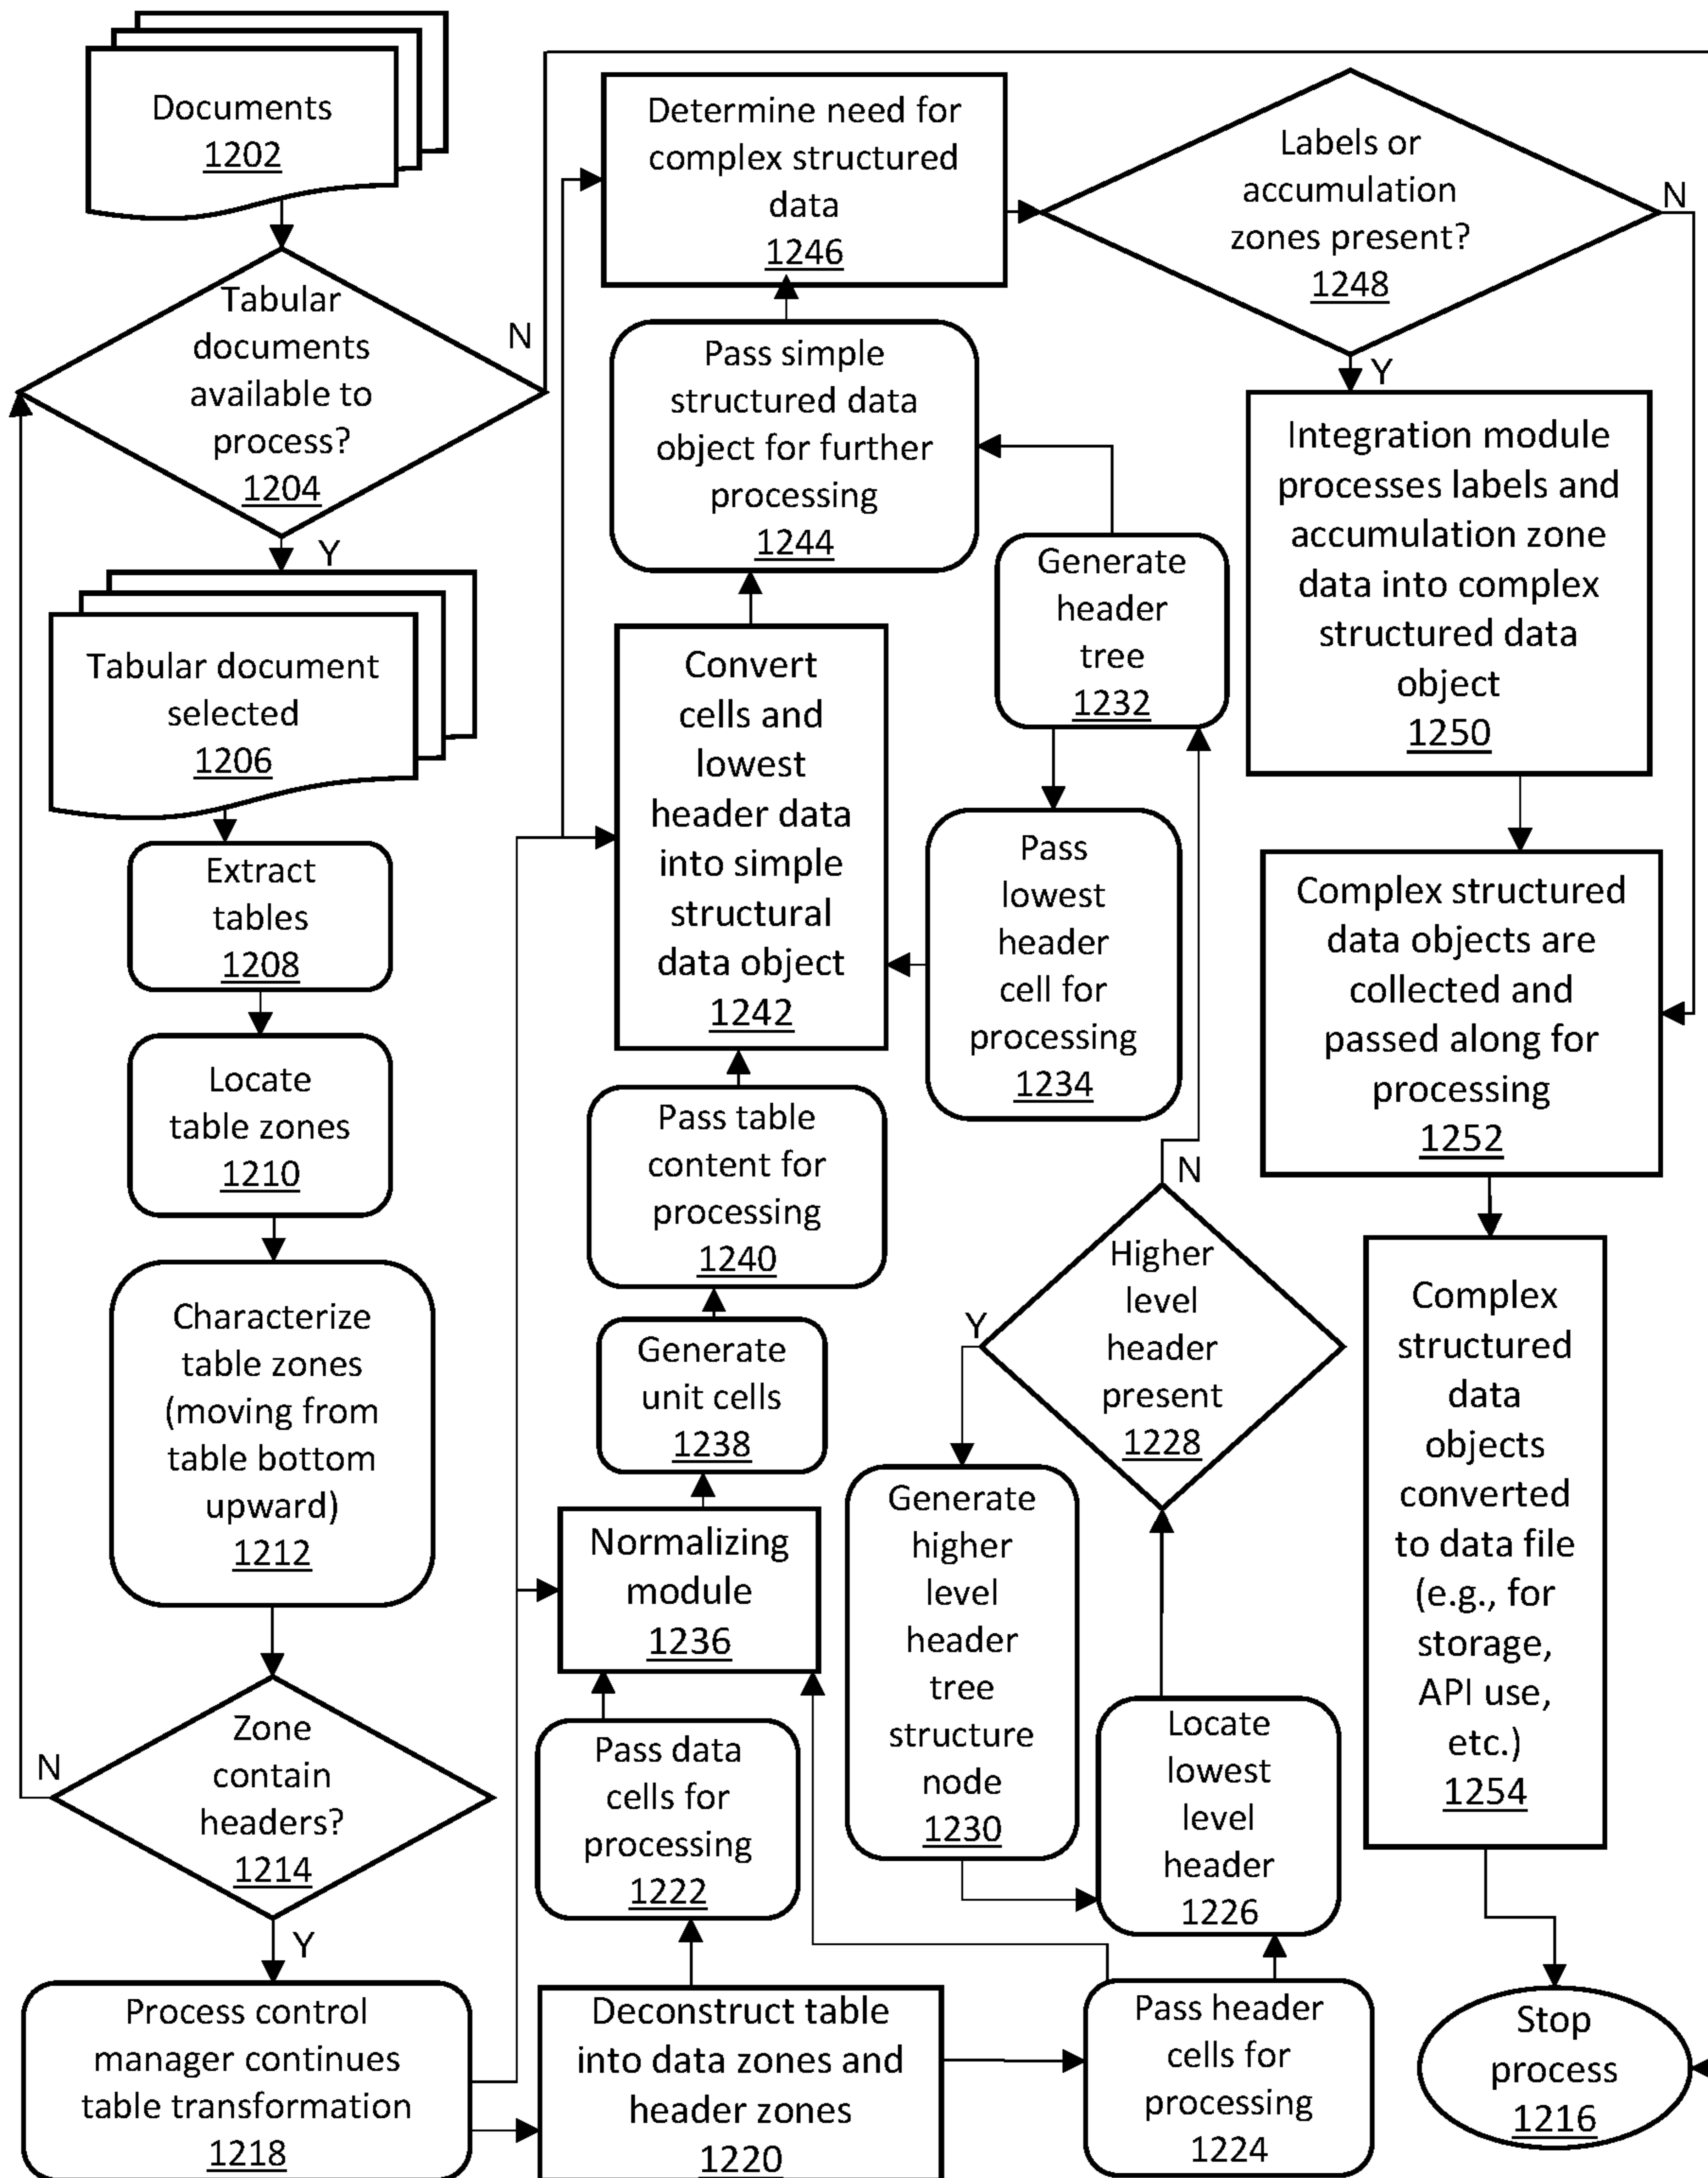 Documents
1202
Tabular
documents
available to
process?
1204
N
Y
Tabular document
selected
1206
Extract
tables
1208
Locate
table zones
1210
Characterize
table zones
(moving from
table bottom
upward)
1212
Zone
contain
headers?
1214
N
Y
Process control
manager continues
table transformation
1218
Determine need for
complex structured
data
1246
Pass simple
structured data
object for further
processing
1244
Convert
cells and
lowest
header data
into simple
structural
data object
1242
Pass table
content for
processing
1240
Generate
unit cells
1238
Normalizing
module
1236
Pass data
cells for
processing
1222
Deconstruct table
into data zones and
header zones
1220
Generate
header
tree
1232
Pass
lowest
header
cell for
processing
1234
N
Higher
level
header
present
1228
Y
Generate
higher
level
header
tree
structure
node
1230
Locate
lowest
level
header
1226
Pass header
cells for
processing
1224
Labels or
accumulation
zones present?
1248
N
Y
Integration module
processes labels and
accumulation zone
data into complex
structured data
object
1250
Complex structured
data objects are
collected and
passed along for
processing
1252
Complex
structured
data
objects
converted
to data file
(e.g., for
storage,
API use,
etc.)
1254
Stop
process
1216